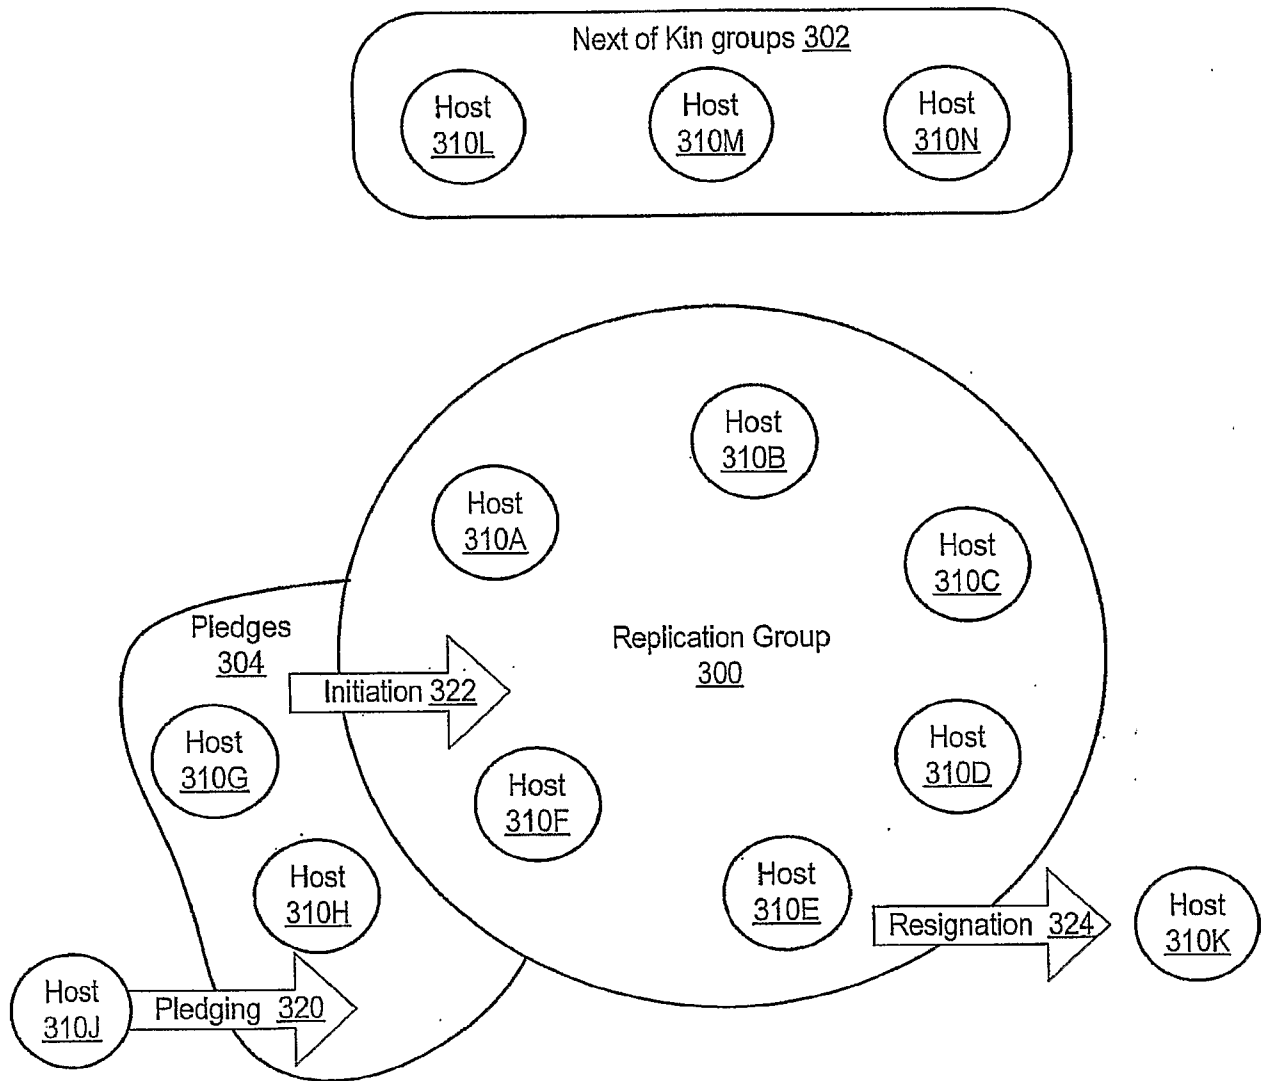 Next of Kin groups 302
Host
310L
Host
310M
Host
310N
Host
310B
Host
310A
Host
310C
Pledges
304
Replication Group
300
Initiation 322
Host
310G
Host
310D
Host
310F
Host
310H
Host
310E
Resignation 324
Host
310K
Host
310J
Pledging 320